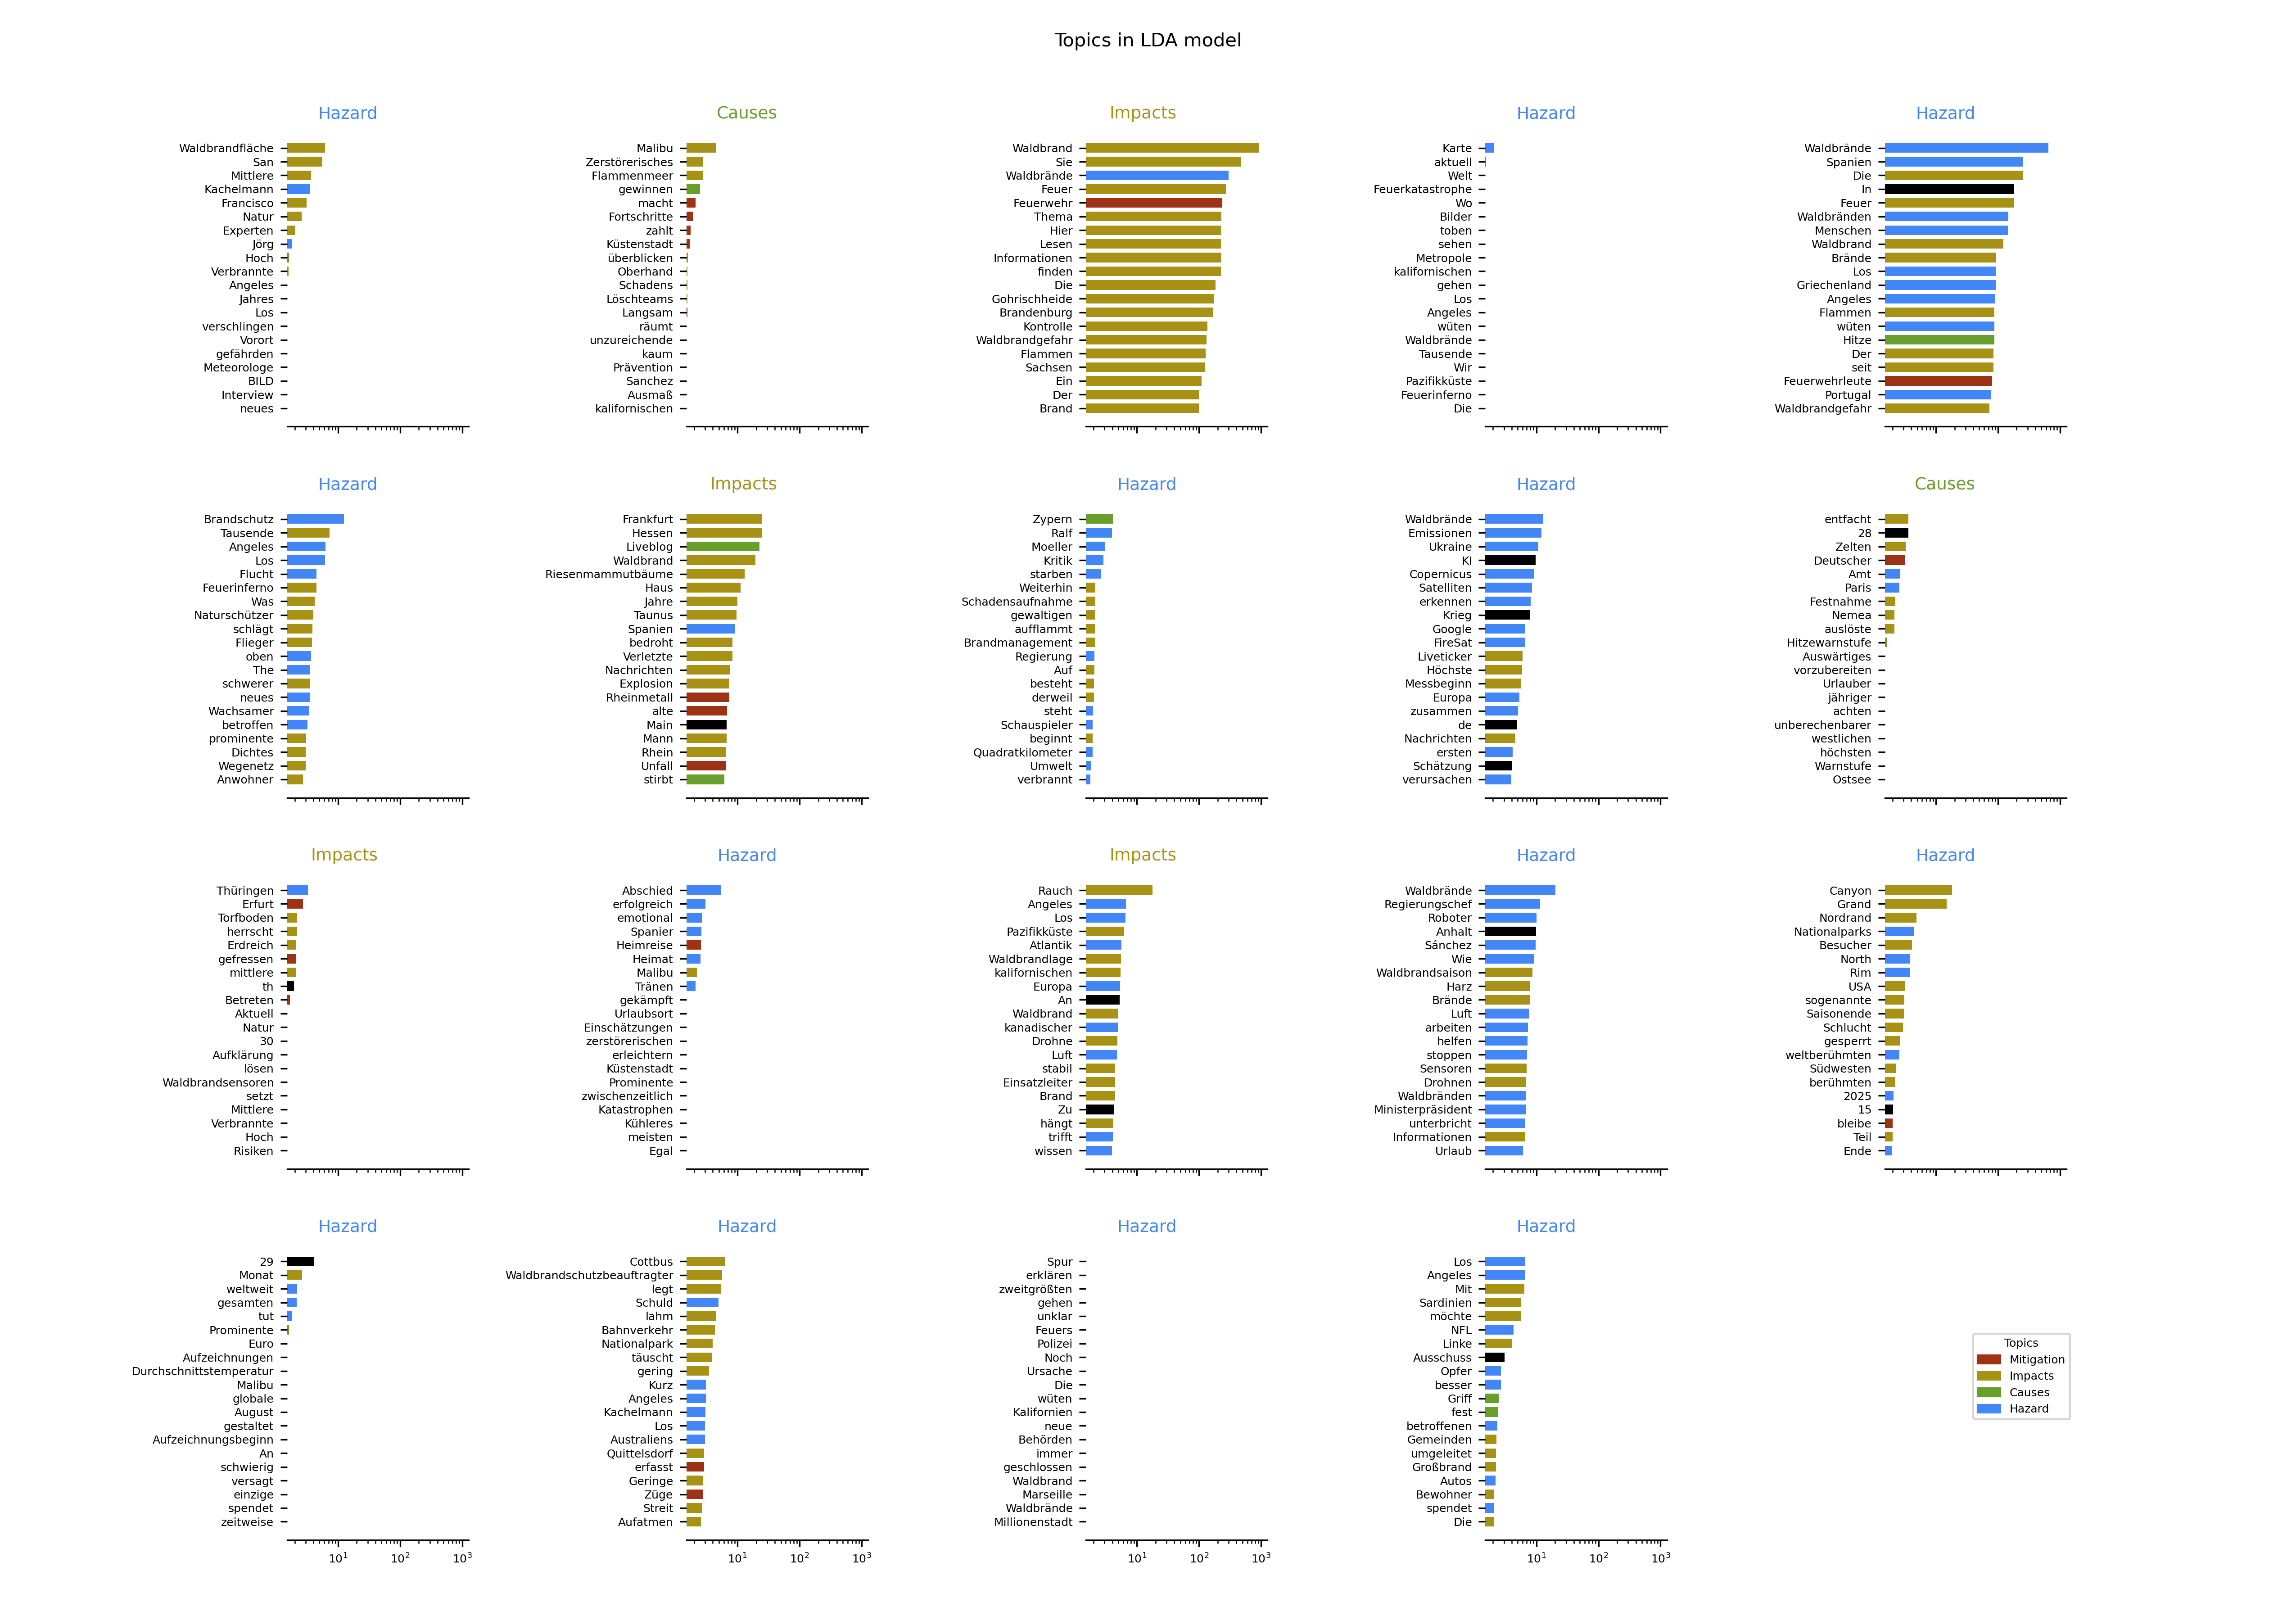 Topics in LDA model
Hazard
Waldbrandfläche
San
Mittlere
Kachelmann
Francisco
Natur
Experten
Jörg
Hoch
Verbrannte
Angeles
Jahres
Los
verschlingen
Vorort
gefährden
Meteorologe
BILD
Interview
neues
Causes
Malibu
Zerstörerisches
Flammenmeer
gewinnen
macht
Fortschritte
zahlt
Küstenstadt
überblicken
Oberhand
Schadens
Löschteams
Langsam
räumt
unzureichende
kaum
Prävention
Sanchez
Ausmaß
kalifornischen
Impacts
Waldbrand
Sie
Waldbrände
Feuer
Feuerwehr
Thema
Hier
Lesen
Informationen
finden
Die
Gohrischheide
Brandenburg
Kontrolle
Waldbrandgefahr
Flammen
Sachsen
Ein
Der
Brand
Hazard
Karte
aktuell
Welt
Feuerkatastrophe
Wo
Bilder
toben
sehen
Metropole
kalifornischen
gehen
Los
Angeles
wüten
Waldbrände
Tausende
Wir
Pazifikküste
Feuerinferno
Die
Hazard
Waldbrände
Spanien
Die
In
Feuer
Waldbränden
Menschen
Waldbrand
Brände
Los
Griechenland
Angeles
Flammen
wüten
Hitze
Der
seit
Feuerwehrleute
Portugal
Waldbrandgefahr
Hazard
Brandschutz
Tausende
Angeles
Los
Flucht
Feuerinferno
Was
Naturschützer
schlägt
Flieger
oben
The
schwerer
neues
Wachsamer
betroffen
prominente
Dichtes
Wegenetz
Anwohner
Impacts
Frankfurt
Hessen
Liveblog
Waldbrand
Riesenmammutbäume
Haus
Jahre
Taunus
Spanien
bedroht
Verletzte
Nachrichten
Explosion
Rheinmetall
alte
Main
Mann
Rhein
Unfall
stirbt
Hazard
Zypern
Ralf
Moeller
Kritik
starben
Weiterhin
Schadensaufnahme
gewaltigen
aufflammt
Brandmanagement
Regierung
Auf
besteht
derweil
steht
Schauspieler
beginnt
Quadratkilometer
Umwelt
verbrannt
Hazard
Waldbrände
Emissionen
Ukraine
KI
Copernicus
Satelliten
erkennen
Krieg
Google
FireSat
Liveticker
Höchste
Messbeginn
Europa
zusammen
de
Nachrichten
ersten
Schätzung
verursachen
Causes
entfacht
28
Zelten
Deutscher
Amt
Paris
Festnahme
Nemea
auslöste
Hitzewarnstufe
Auswärtiges
vorzubereiten
Urlauber
jähriger
achten
unberechenbarer
westlichen
höchsten
Warnstufe
Ostsee
Impacts
Thüringen
Erfurt
Torfboden
herrscht
Erdreich
gefressen
mittlere
th
Betreten
Aktuell
Natur
30
Aufklärung
lösen
Waldbrandsensoren
setzt
Mittlere
Verbrannte
Hoch
Risiken
Hazard
Abschied
erfolgreich
emotional
Spanier
Heimreise
Heimat
Malibu
Tränen
gekämpft
Urlaubsort
Einschätzungen
zerstörerischen
erleichtern
Küstenstadt
Prominente
zwischenzeitlich
Katastrophen
Kühleres
meisten
Egal
Impacts
Rauch
Angeles
Los
Pazifikküste
Atlantik
Waldbrandlage
kalifornischen
Europa
An
Waldbrand
kanadischer
Drohne
Luft
stabil
Einsatzleiter
Brand
Zu
hängt
trifft
wissen
Hazard
Waldbrände
Regierungschef
Roboter
Anhalt
Sánchez
Wie
Waldbrandsaison
Harz
Brände
Luft
arbeiten
helfen
stoppen
Sensoren
Drohnen
Waldbränden
Ministerpräsident
unterbricht
Informationen
Urlaub
Hazard
Canyon
Grand
Nordrand
Nationalparks
Besucher
North
Rim
USA
sogenannte
Saisonende
Schlucht
gesperrt
weltberühmten
Südwesten
berühmten
2025
15
bleibe
Teil
Ende
Hazard
29
Monat
weltweit
gesamten
tut
Prominente
Euro
Aufzeichnungen
Durchschnittstemperatur
Malibu
globale
August
gestaltet
Aufzeichnungsbeginn
An
schwierig
versagt
einzige
spendet
zeitweise
10¹ 10² 10³
Hazard
Cottbus
Waldbrandschutzbeauftragter
legt
Schuld
lahm
Bahnverkehr
Nationalpark
täuscht
gering
Kurz
Angeles
Kachelmann
Los
Australiens
Quittelsdorf
erfasst
Geringe
Züge
Streit
Aufatmen
10¹ 10² 10³
Hazard
Spur
erklären
zweitgrößten
gehen
unklar
Feuers
Polizei
Noch
Ursache
Die
wüten
Kalifornien
neue
Behörden
immer
geschlossen
Waldbrand
Marseille
Waldbrände
Millionenstadt
10¹ 10² 10³
Hazard
Los
Angeles
Mit
Sardinien
möchte
NFL
Linke
Ausschuss
Opfer
besser
Griff
fest
betroffenen
Gemeinden
umgeleitet
Großbrand
Autos
Bewohner
spendet
Die
10¹ 10² 10³
Topics
Mitigation
Impacts
Causes
Hazard